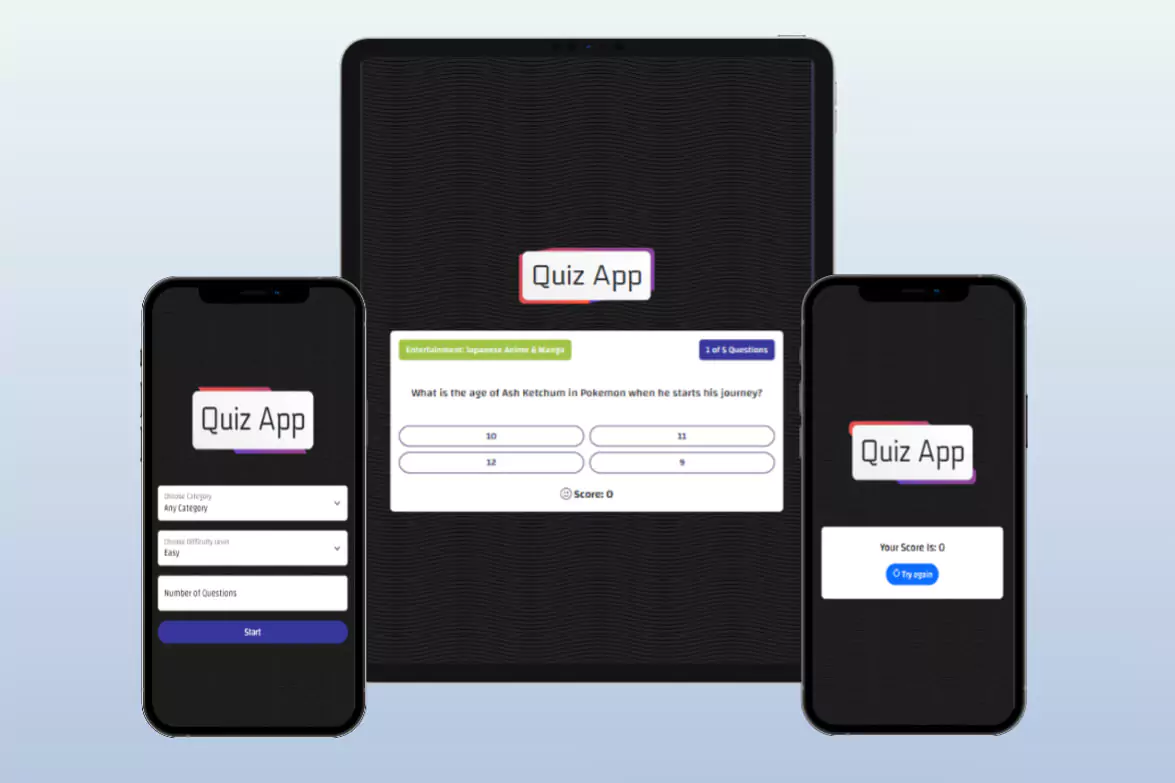 Quiz App
Choose Category
Any Category
Choose Difficulty Level
Easy
Number of Questions
Start
Quiz App
Entertainment: Japanese Anime & Manga
1 of 5 Questions
What is the age of Ash Ketchum in Pokemon when he starts his journey?
10
11
12
9
Score: 0
Quiz App
Your Score is: 0
Try again